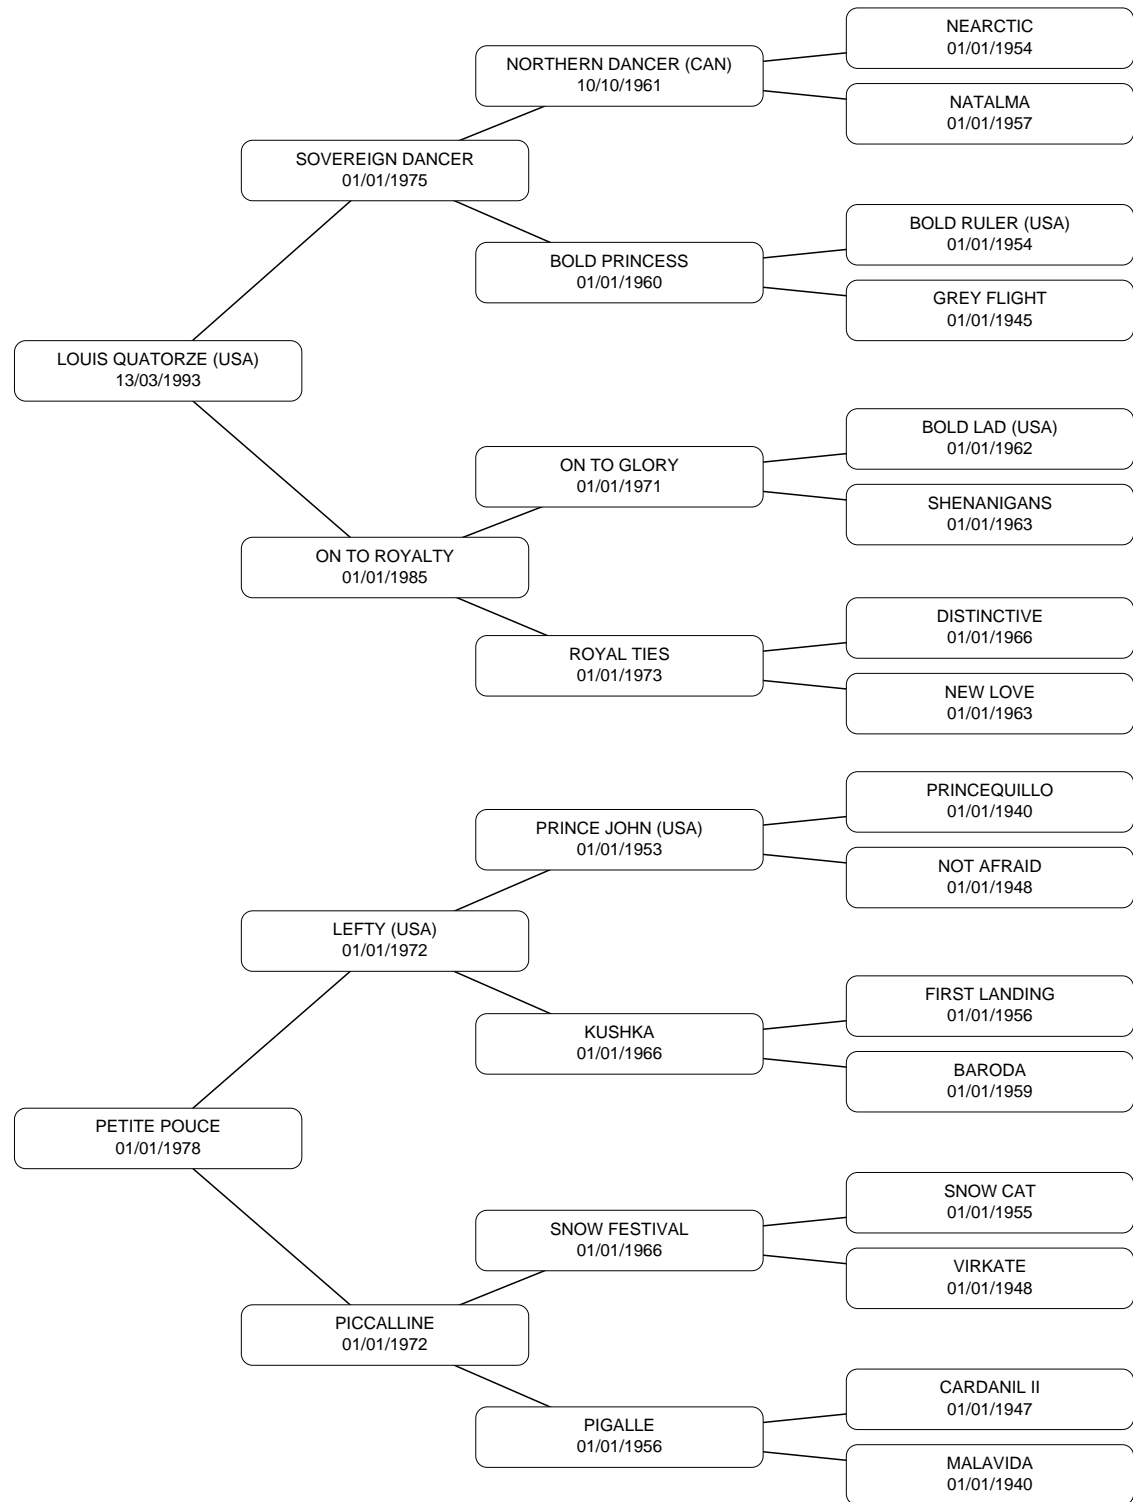 NEARCTIC
01/01/1954
NORTHERN DANCER (CAN)
10/10/1961
NATALMA
01/01/1957
SOVEREIGN DANCER
01/01/1975
BOLD RULER (USA)
01/01/1954
BOLD PRINCESS
01/01/1960
GREY FLIGHT
01/01/1945
LOUIS QUATORZE (USA)
13/03/1993
BOLD LAD (USA)
01/01/1962
ON TO GLORY
01/01/1971
SHENANIGANS
01/01/1963
ON TO ROYALTY
01/01/1985
DISTINCTIVE
01/01/1966
ROYAL TIES
01/01/1973
NEW LOVE
01/01/1963
PRINCEQUILLO
01/01/1940
PRINCE JOHN (USA)
01/01/1953
NOT AFRAID
01/01/1948
LEFTY (USA)
01/01/1972
FIRST LANDING
01/01/1956
KUSHKA
01/01/1966
BARODA
01/01/1959
PETITE POUCE
01/01/1978
SNOW CAT
01/01/1955
SNOW FESTIVAL
01/01/1966
VIRKATE
01/01/1948
PICCALLINE
01/01/1972
CARDANIL II
01/01/1947
PIGALLE
01/01/1956
MALAVIDA
01/01/1940